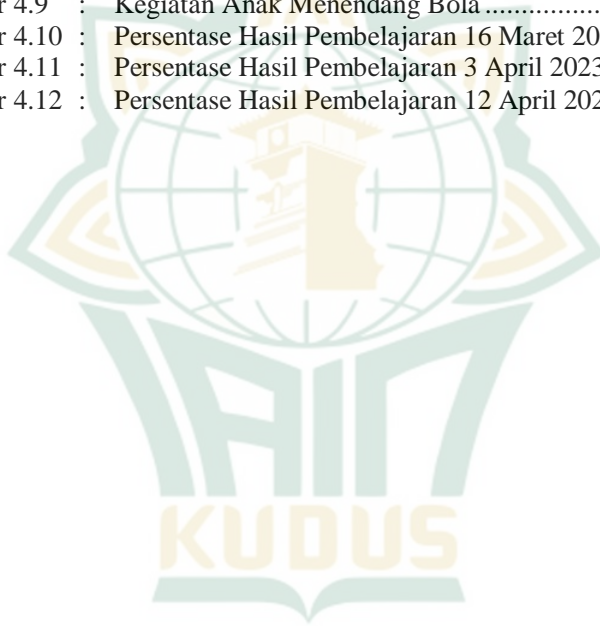 r 4.9 : Kegiatan Anak Menendang Bola ................
r 4.10 : Persentase Hasil Pembelajaran 16 Maret 20
r 4.11 : Persentase Hasil Pembelajaran 3 April 2023
r 4.12 : Persentase Hasil Pembelajaran 12 April 202
IAIN
KUDUS